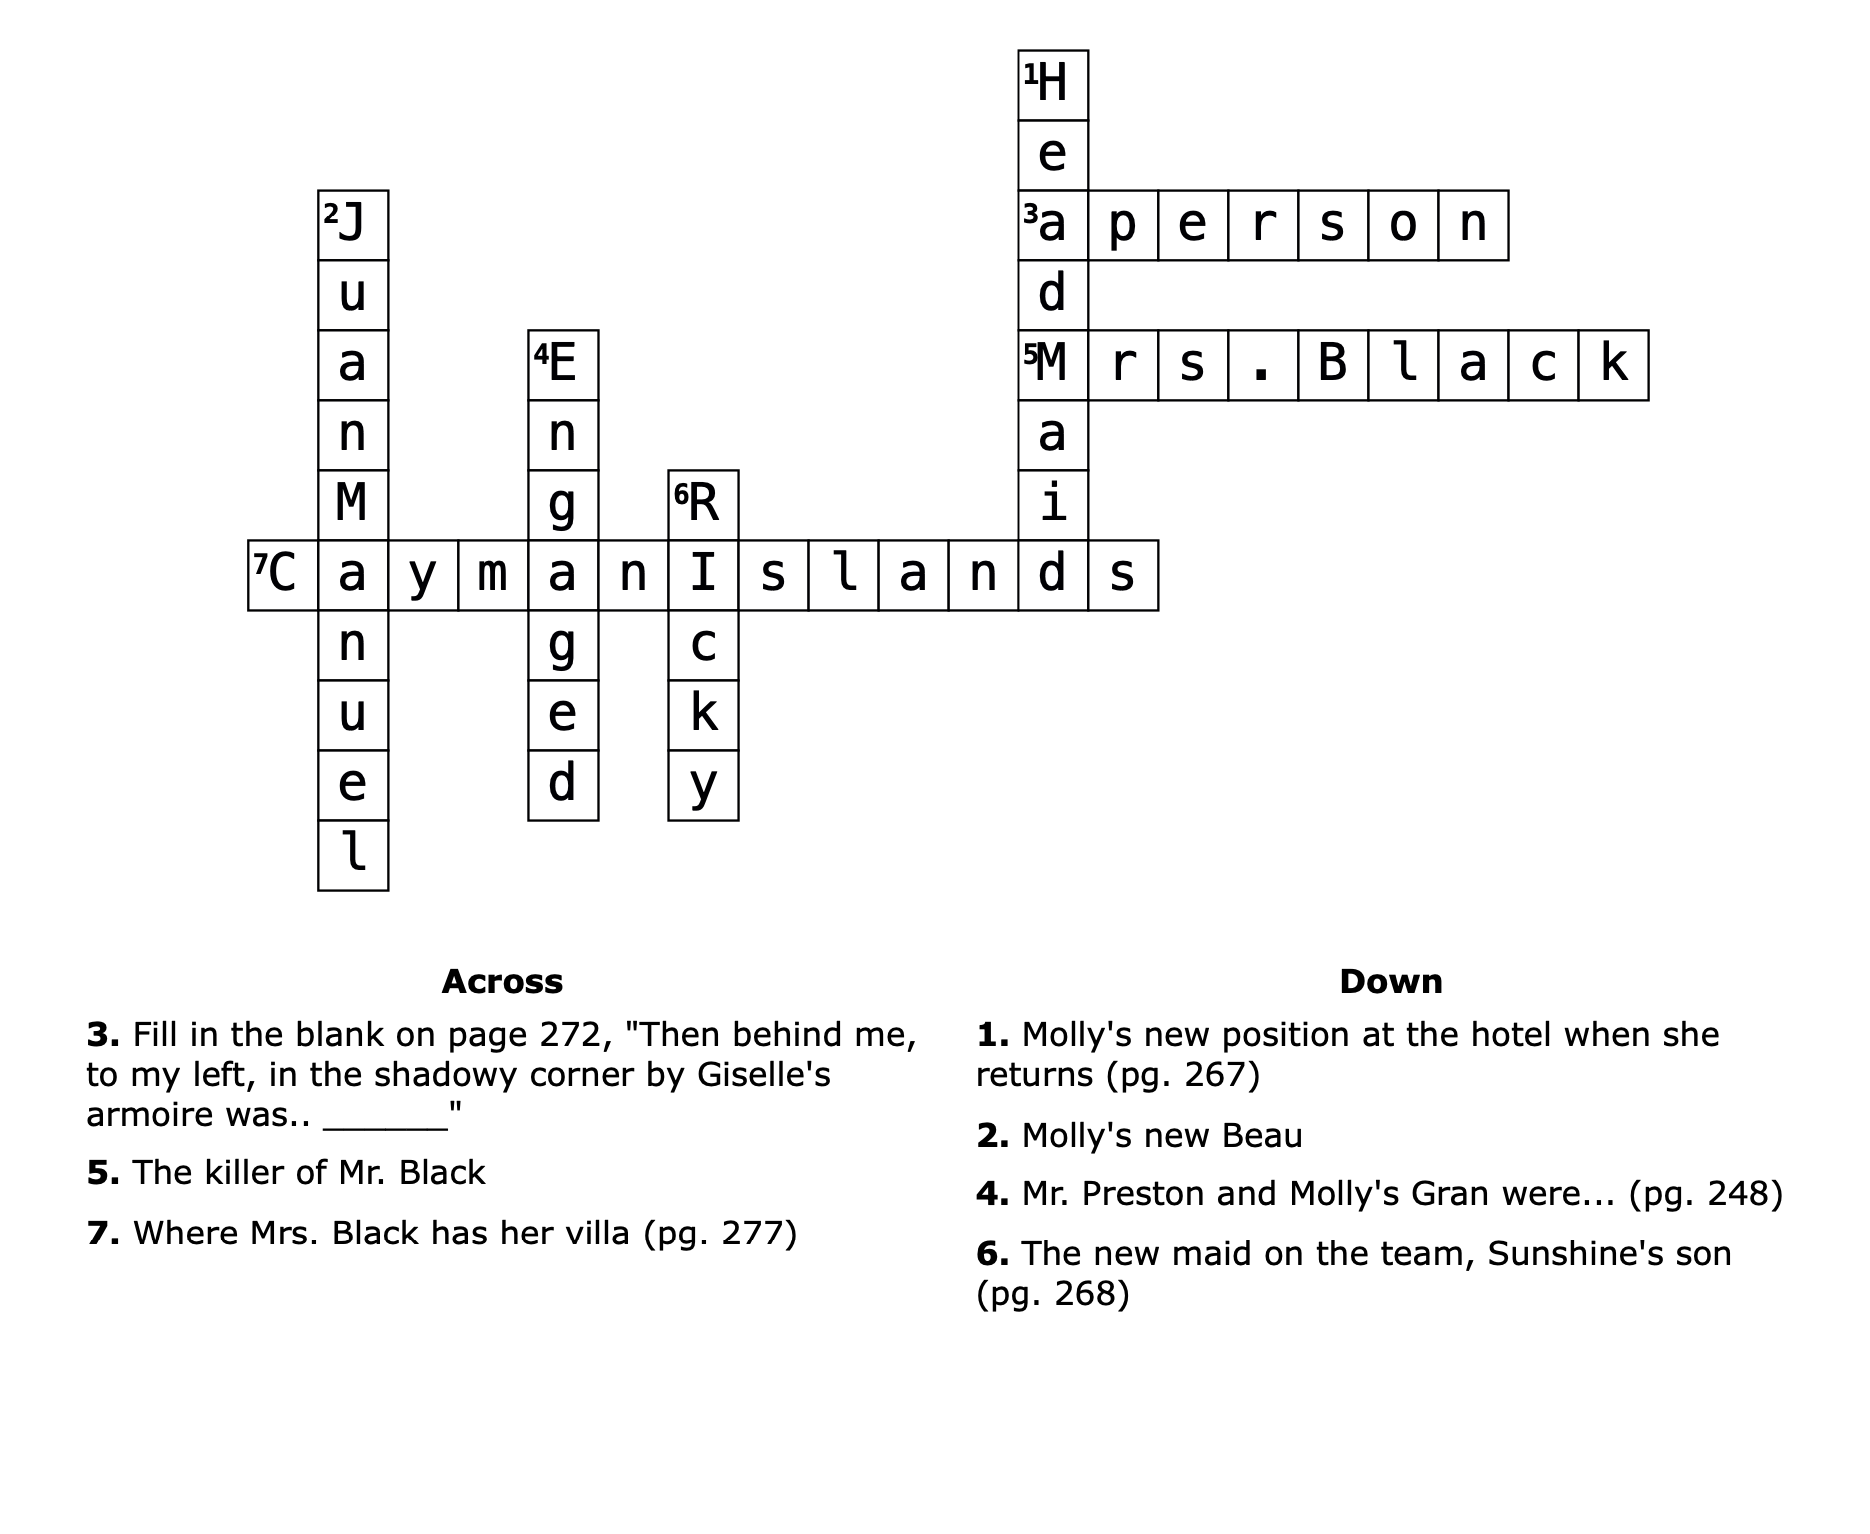 1H
e
2J 3a p e r s o n
u d
a 4E 5M r s . B l a c k
n n a
M g 6R i
7C a y m a n I s l a n d s
n g c
u e k
e d y
l
Across
3. Fill in the blank on page 272, "Then behind me,
to my left, in the shadowy corner by Giselle's
armoire was.. _______"
5. The killer of Mr. Black
7. Where Mrs. Black has her villa (pg. 277)
Down
1. Molly's new position at the hotel when she
returns (pg. 267)
2. Molly's new Beau
4. Mr. Preston and Molly's Gran were... (pg. 248)
6. The new maid on the team, Sunshine's son
(pg. 268)